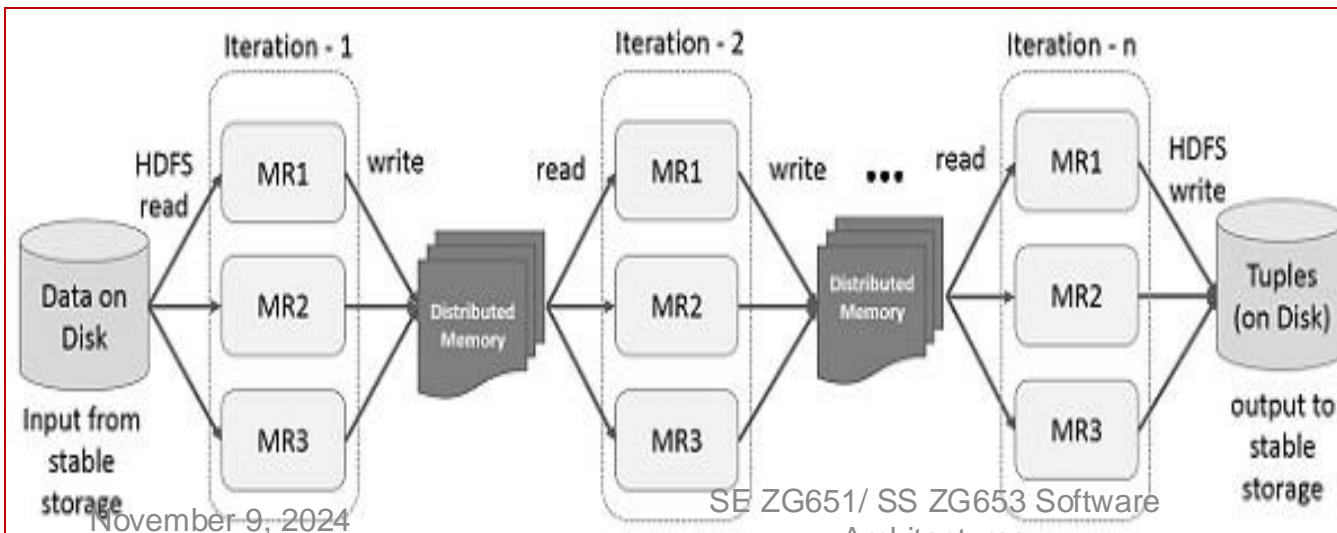 Iteration - 1
Iteration - 2
Iteration - n
HDFS
read
MR1
write
read
MR1
write
...
read
MR1
HDFS
write
Data on
Disk
MR2
Distributed
Memory
MR2
Distributed
Memory
MR2
Tuples
(on Disk)
Input from
stable
storage
MR3
MR3
MR3
output to
stable
storage
November 9, 2024
SE ZG651/ SS ZG653 Software